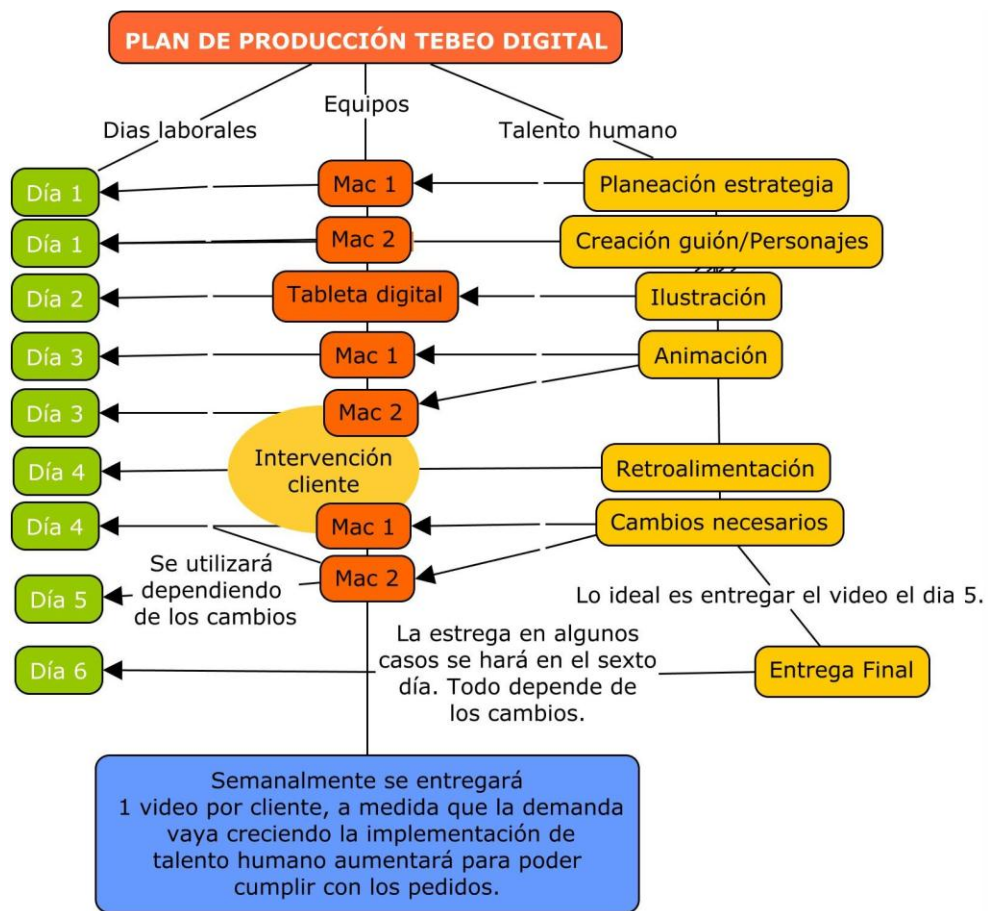 PLAN DE PRODUCCIÓN TEBEO DIGITAL
Dias laborales
Equipos
Talento humano
Día 1
Mac 1
Planeación estrategia
Día 1
Mac 2
Creación guión/Personajes
Día 2
Tableta digital
Ilustración
Día 3
Mac 1
Animación
Día 3
Mac 2
Día 4
Intervención
cliente
Retroalimentación
Día 4
Mac 1
Cambios necesarios
Mac 2
Se utilizará
dependiendo
de los cambios
Día 5
Lo ideal es entregar el video el dia 5.
La estrega en algunos
casos se hará en el sexto
día. Todo depende de
los cambios.
Día 6
Entrega Final
Semanalmente se entregará
1 video por cliente, a medida que la demanda
vaya creciendo la implementación de
talento humano aumentará para poder
cumplir con los pedidos.